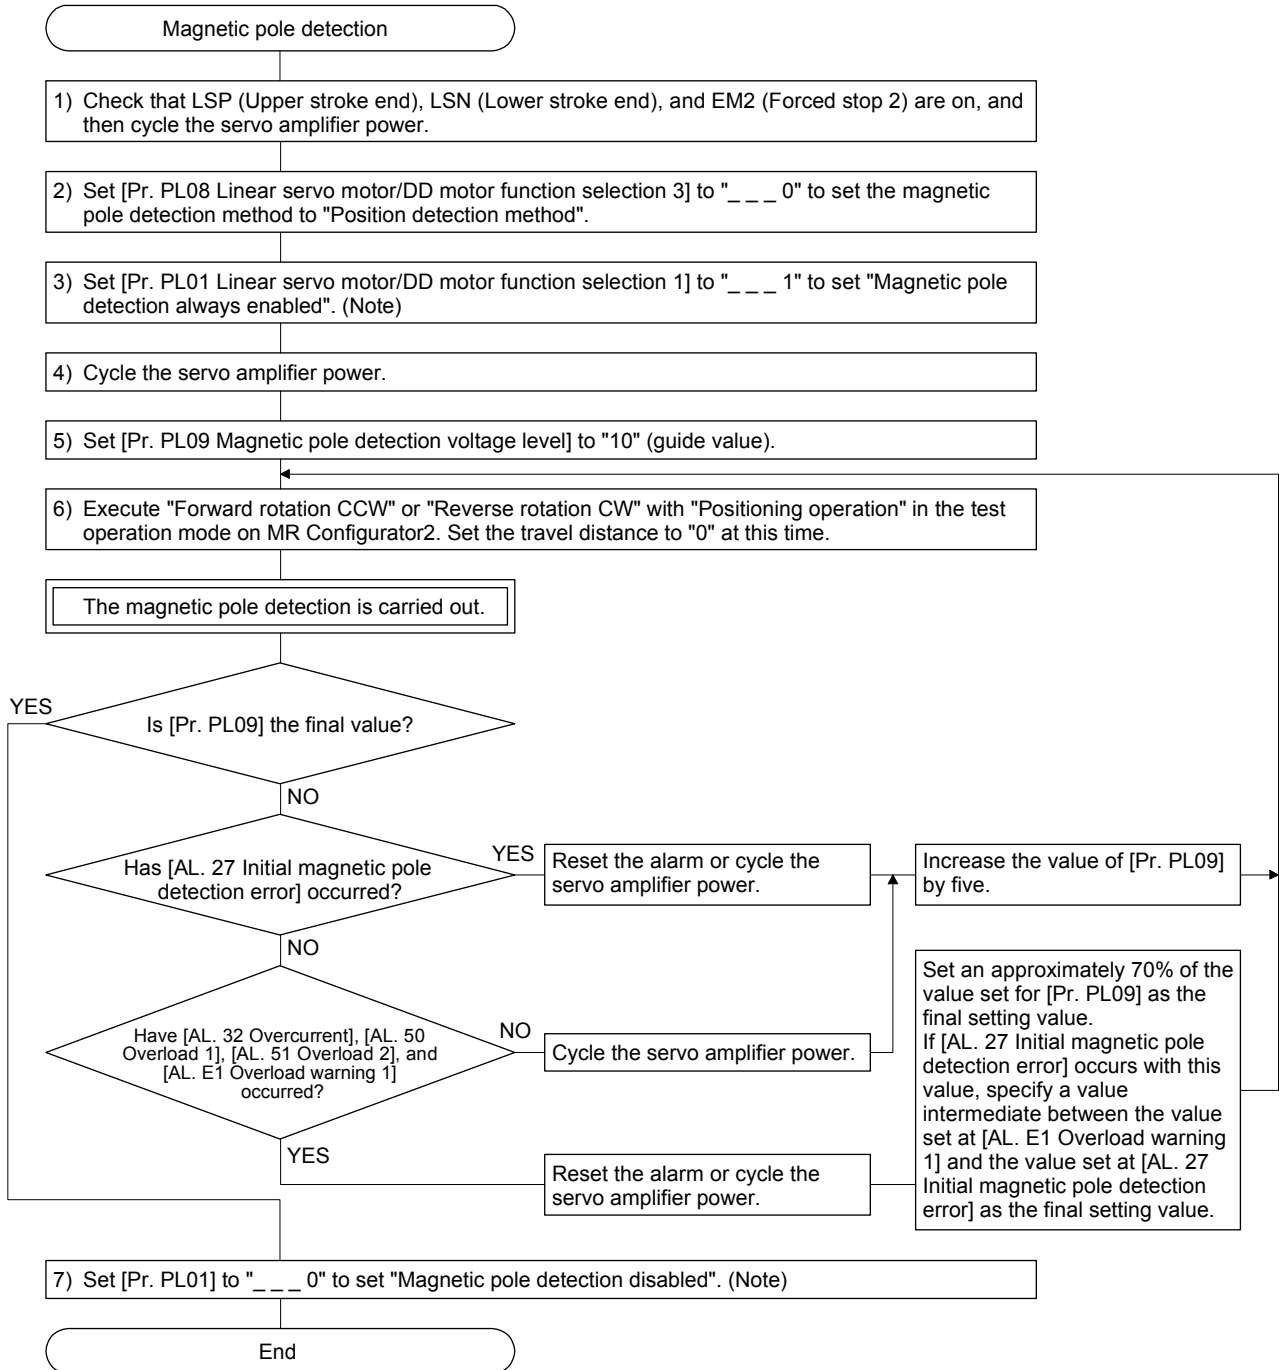 Magnetic pole detection
1) Check that LSP (Upper stroke end), LSN (Lower stroke end), and EM2 (Forced stop 2) are on, and
then cycle the servo amplifier power.
2) Set [Pr. PL08 Linear servo motor/DD motor function selection 3] to "_ _ _ 0" to set the magnetic
pole detection method to "Position detection method".
3) Set [Pr. PL01 Linear servo motor/DD motor function selection 1] to "_ _ _ 1" to set "Magnetic pole
detection always enabled". (Note)
4) Cycle the servo amplifier power.
5) Set [Pr. PL09 Magnetic pole detection voltage level] to "10" (guide value).
6) Execute "Forward rotation CCW" or "Reverse rotation CW" with "Positioning operation" in the test
operation mode on MR Configurator2. Set the travel distance to "0" at this time.
The magnetic pole detection is carried out.
YES
Is [Pr. PL09] the final value?
NO
Has [AL. 27 Initial magnetic pole
detection error] occurred?
YES
Reset the alarm or cycle the
servo amplifier power.
Increase the value of [Pr. PL09]
by five.
NO
Have [AL. 32 Overcurrent], [AL. 50
Overload 1], [AL. 51 Overload 2], and
[AL. E1 Overload warning 1]
occurred?
NO
Cycle the servo amplifier power.
YES
Reset the alarm or cycle the
servo amplifier power.
Set an approximately 70% of the
value set for [Pr. PL09] as the
final setting value.
If [AL. 27 Initial magnetic pole
detection error] occurs with this
value, specify a value
intermediate between the value
set at [AL. E1 Overload warning
1] and the value set at [AL. 27
Initial magnetic pole detection
error] as the final setting value.
7) Set [Pr. PL01] to "_ _ _ 0" to set "Magnetic pole detection disabled". (Note)
End